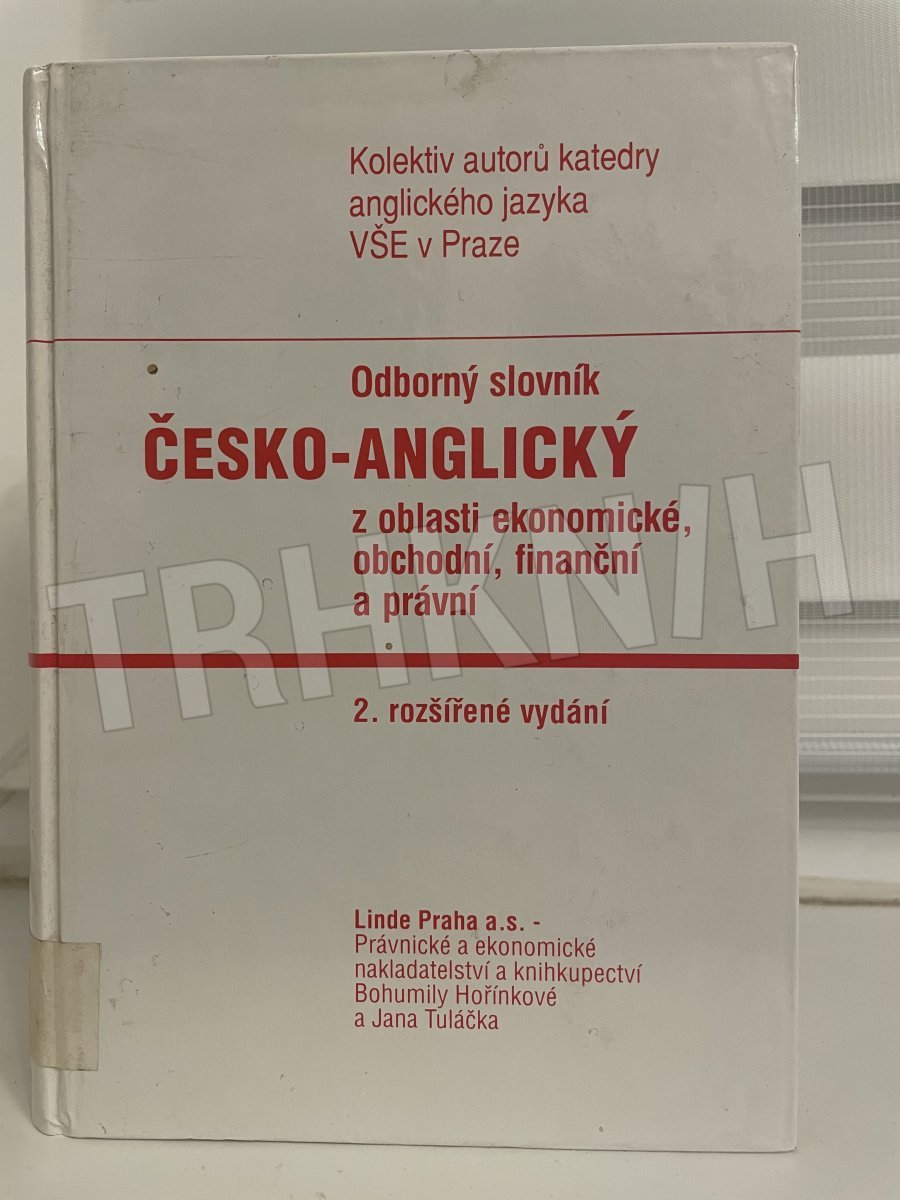 Kolektiv autorů katedry
anglického jazyka
VŠE v Praze
Odborný slovník
ČESKO-ANGLICKÝ
z oblasti ekonomické,
obchodní, finanční
a právní
TRHKNIH
2. rozšířené vydání
Linde Praha a.s. -
Právnické a ekonomické
nakladatelství a knihkupectví
Bohumily Hořínkové
a Jana Tuláčka